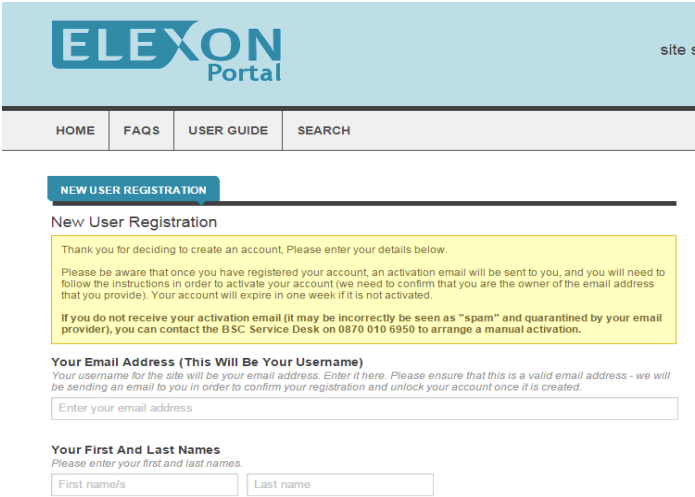 ELEXON
Portal
site s
HOME FAQS USER GUIDE SEARCH
NEW USER REGISTRATION
New User Registration
Thank you for deciding to create an account, Please enter your details below.
Please be aware that once you have registered your account, an activation email will be sent to you, and you will need to
follow the instructions in order to activate your account (we need to confirm that you are the owner of the email address
that you provide). Your account will expire in one week if it is not activated.
If you do not receive your activation email (it may be incorrectly be seen as "spam" and quarantined by your email
provider), you can contact the BSC Service Desk on 0870 010 6950 to arrange a manual activation.
Your Email Address (This Will Be Your Username)
Your username for the site will be your email address. Enter it here. Please ensure that this is a valid email address - we will
be sending an email to you in order to confirm your registration and unlock your account once it is created.
Enter your email address
Your First And Last Names
Please enter your first and last names.
First name/s Last name